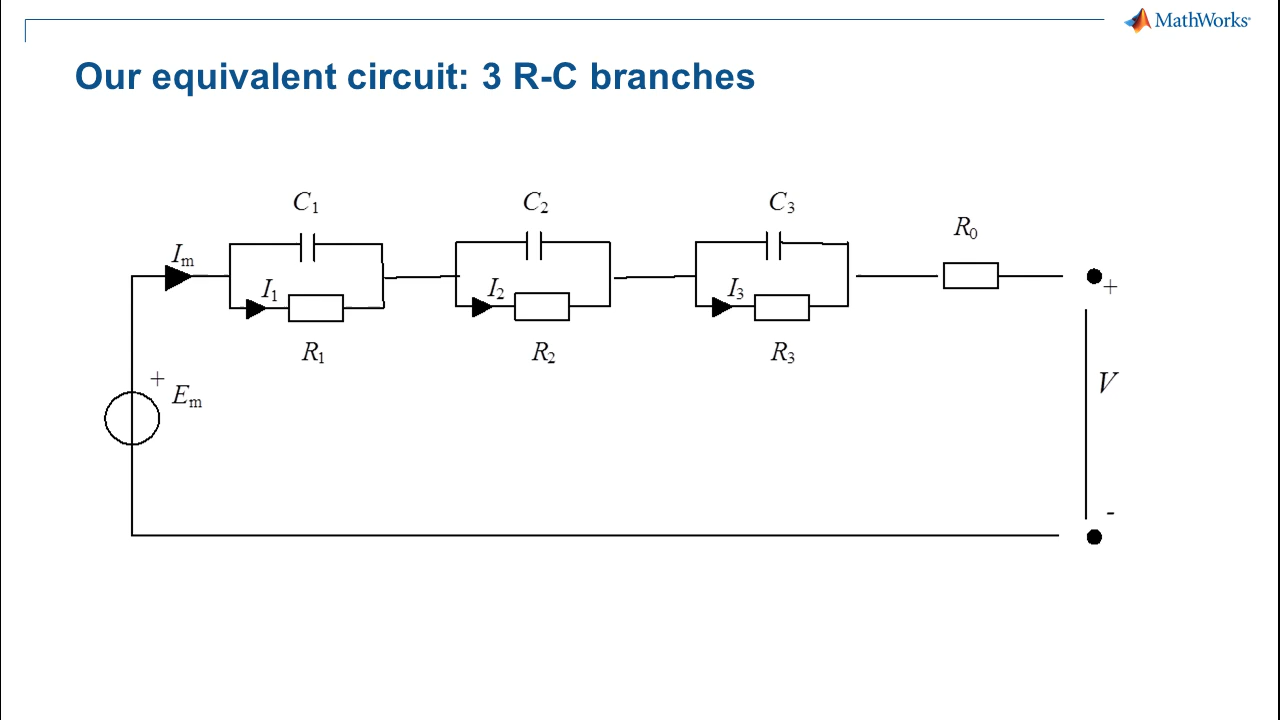 MathWorks®
Our equivalent circuit: 3 R-C branches
C1
C2
C3
R0
Im
I1
I2
I3
+
R1
R2
R3
+
Em
V
-